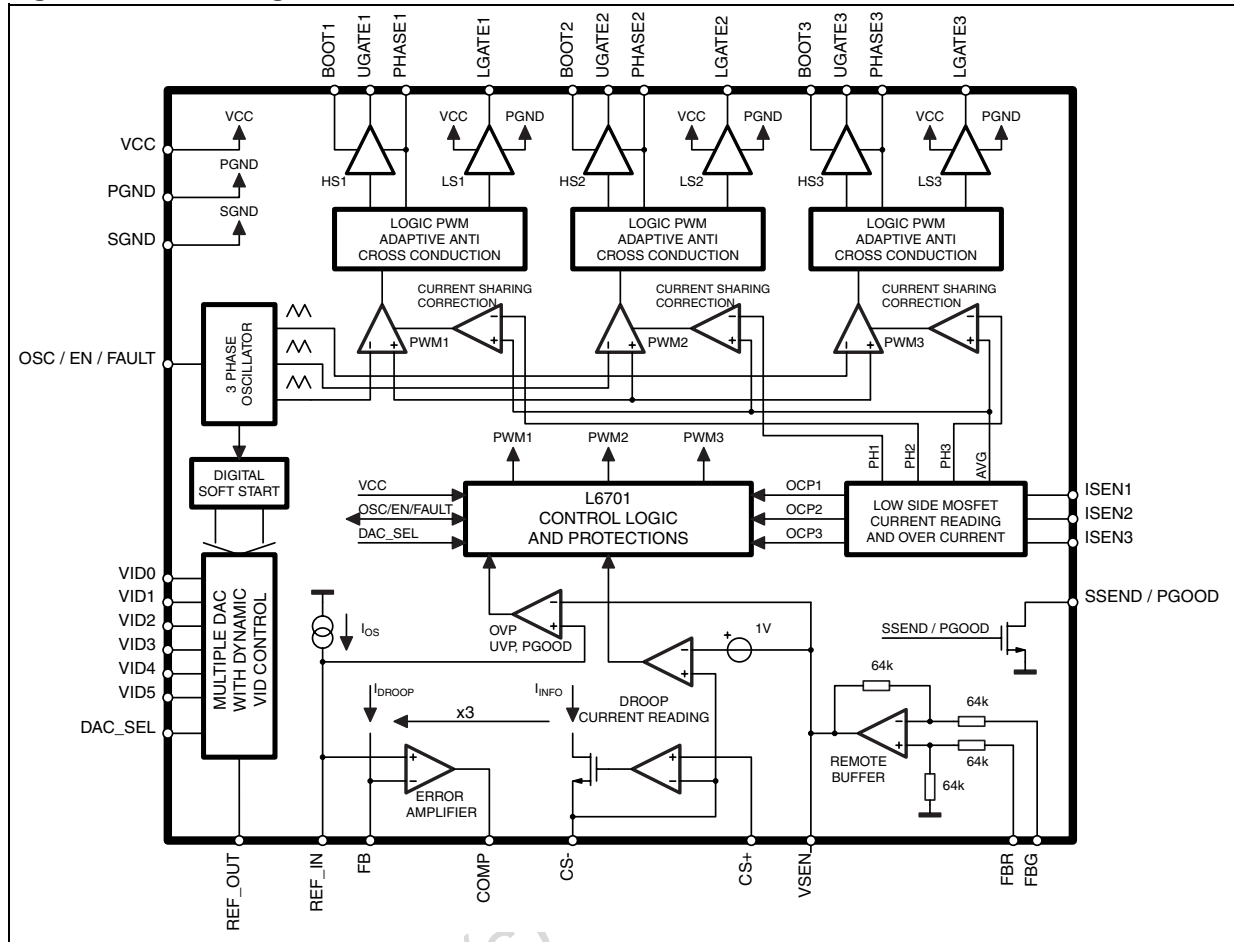 BOOT1
UGATE1
PHASE1
LGATE1
BOOT2
UGATE2
PHASE2
LGATE2
BOOT3
UGATE3
PHASE3
LGATE3
VCC
PGND
SGND
VCC
PGND
SGND
VCC
PGND
VCC
PGND
VCC
PGND
HS1
LS1
HS2
LS2
HS3
LS3
LOGIC PWM
ADAPTIVE ANTI
CROSS CONDUCTION
LOGIC PWM
ADAPTIVE ANTI
CROSS CONDUCTION
LOGIC PWM
ADAPTIVE ANTI
CROSS CONDUCTION
CURRENT SHARING
CORRECTION
CURRENT SHARING
CORRECTION
CURRENT SHARING
CORRECTION
PWM1
PWM2
PWM3
OSC / EN / FAULT
3 PHASE
OSCILLATOR
DIGITAL
SOFT START
PWM1
PWM2
PWM3
PH1
PH2
PH3
AVG
VCC
OSC/EN/FAULT
DAC_SEL
L6701
CONTROL LOGIC
AND PROTECTIONS
OCP1
OCP2
OCP3
LOW SIDE MOSFET
CURRENT READING
AND OVER CURRENT
ISEN1
ISEN2
ISEN3
VID0
VID1
VID2
VID3
VID4
VID5
DAC_SEL
MULTIPLE DAC
WITH DYNAMIC
VID CONTROL
IOS
OVP
UVP, PGOOD
1V
SSEND / PGOOD
SSEND / PGOOD
IDROOP
x3
IINFO
DROOP
CURRENT READING
ERROR
AMPLIFIER
REMOTE
BUFFER
64k
64k
64k
64k
REF_OUT
REF_IN
FB
COMP
CS-
CS+
VSEN
FBR
FBG